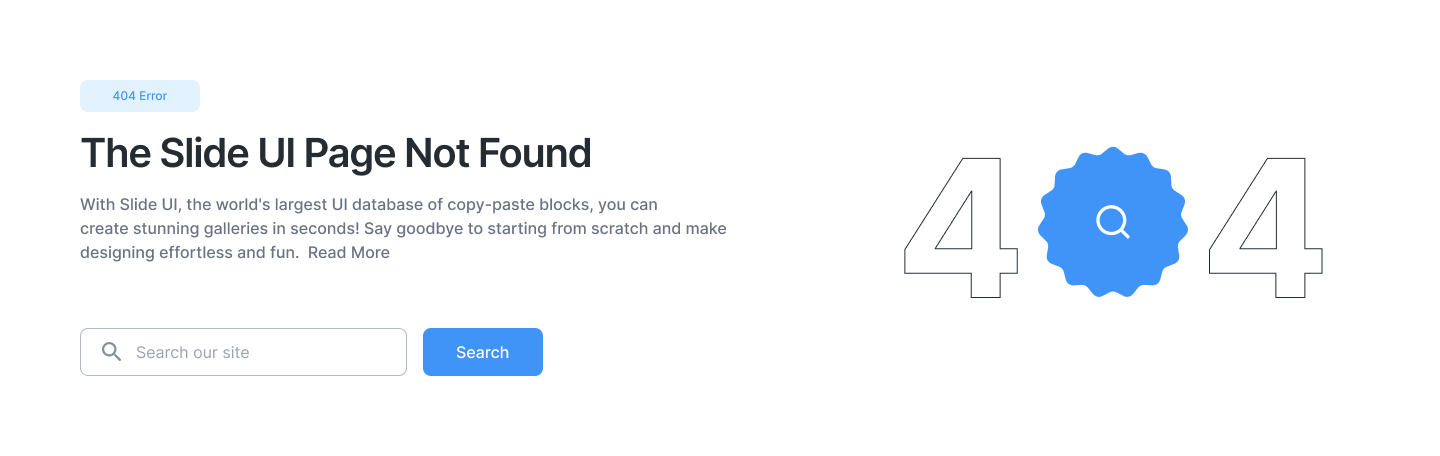 404 Error
The Slide UI Page Not Found
With Slide UI, the world's largest UI database of copy-paste blocks, you can
create stunning galleries in seconds! Say goodbye to starting from scratch and make
designing effortless and fun.  Read More
Search our site
Search
4 4